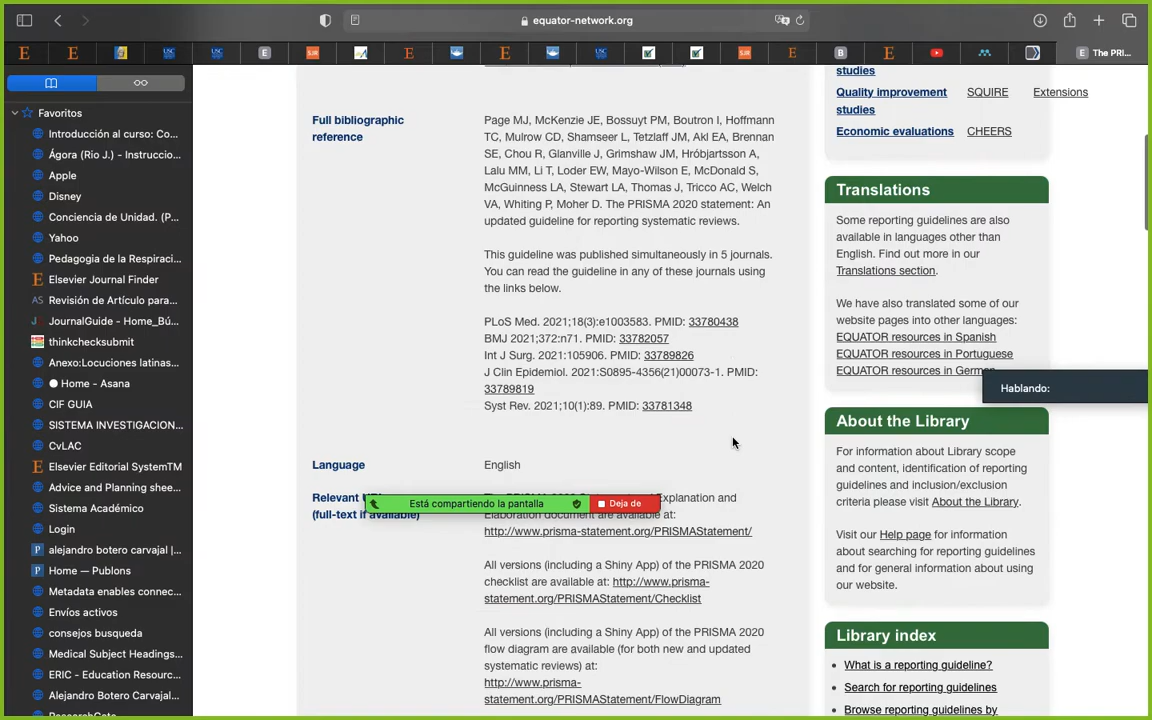 equator-network.org
The PRI...
Favoritos
Introducción al curso: Co...
Ágora (Rio J.) - Instruccio...
Apple
Disney
Conciencia de Unidad. (P...
Yahoo
Pedagogia de la Respiraci...
Elsevier Journal Finder
Revisión de Artículo para...
JournalGuide - Home_Bú...
thinkchecksubmit
Anexo:Locuciones latinas...
Home - Asana
CIF GUIA
SISTEMA INVESTIGACION...
CvLAC
Elsevier Editorial SystemTM
Advice and Planning shee...
Sistema Académico
Login
alejandro botero carvajal |...
Home — Publons
Metadata enables connec...
Envíos activos
consejos busqueda
Medical Subject Headings...
ERIC - Education Resourc...
Alejandro Botero Carvajal...
Full bibliographic
reference
Page MJ, McKenzie JE, Bossuyt PM, Boutron I, Hoffmann
TC, Mulrow CD, Shamseer L, Tetzlaff JM, Akl EA, Brennan
SE, Chou R, Glanville J, Grimshaw JM, Hróbjartsson A,
Lalu MM, Li T, Loder EW, Mayo-Wilson E, McDonald S,
McGuinness LA, Stewart LA, Thomas J, Tricco AC, Welch
VA, Whiting P, Moher D. The PRISMA 2020 statement: An
updated guideline for reporting systematic reviews.
This guideline was published simultaneously in 5 journals.
You can read the guideline in any of these journals using
the links below.
PLoS Med. 2021;18(3):e1003583. PMID: 33780438
BMJ 2021;372:n71. PMID: 33782057
Int J Surg. 2021:105906. PMID: 33789826
J Clin Epidemiol. 2021:S0895-4356(21)00073-1. PMID:
33789819
Syst Rev. 2021;10(1):89. PMID: 33781348
Language
English
Relevant
(full-text if available)
Explanation and
Elaboration document are available at:
http://www.prisma-statement.org/PRISMAStatement/
Está compartiendo la pantalla
Deja de
All versions (including a Shiny App) of the PRISMA 2020
checklist are available at: http://www.prisma-
statement.org/PRISMAStatement/Checklist
All versions (including a Shiny App) of the PRISMA 2020
flow diagram are available (for both new and updated
systematic reviews) at:
http://www.prisma-
statement.org/PRISMAStatement/FlowDiagram
studies
Quality improvement SQUIRE Extensions
studies
Economic evaluations CHEERS
Translations
Some reporting guidelines are also
available in languages other than
English. Find out more in our
Translations section.
We have also translated some of our
website pages into other languages:
EQUATOR resources in Spanish
EQUATOR resources in Portuguese
EQUATOR resources in German
Hablando:
About the Library
For information about Library scope
and content, identification of reporting
guidelines and inclusion/exclusion
criteria please visit About the Library.
Visit our Help page for information
about searching for reporting guidelines
and for general information about using
our website.
Library index
What is a reporting guideline?
Search for reporting guidelines
Browse reporting guidelines by